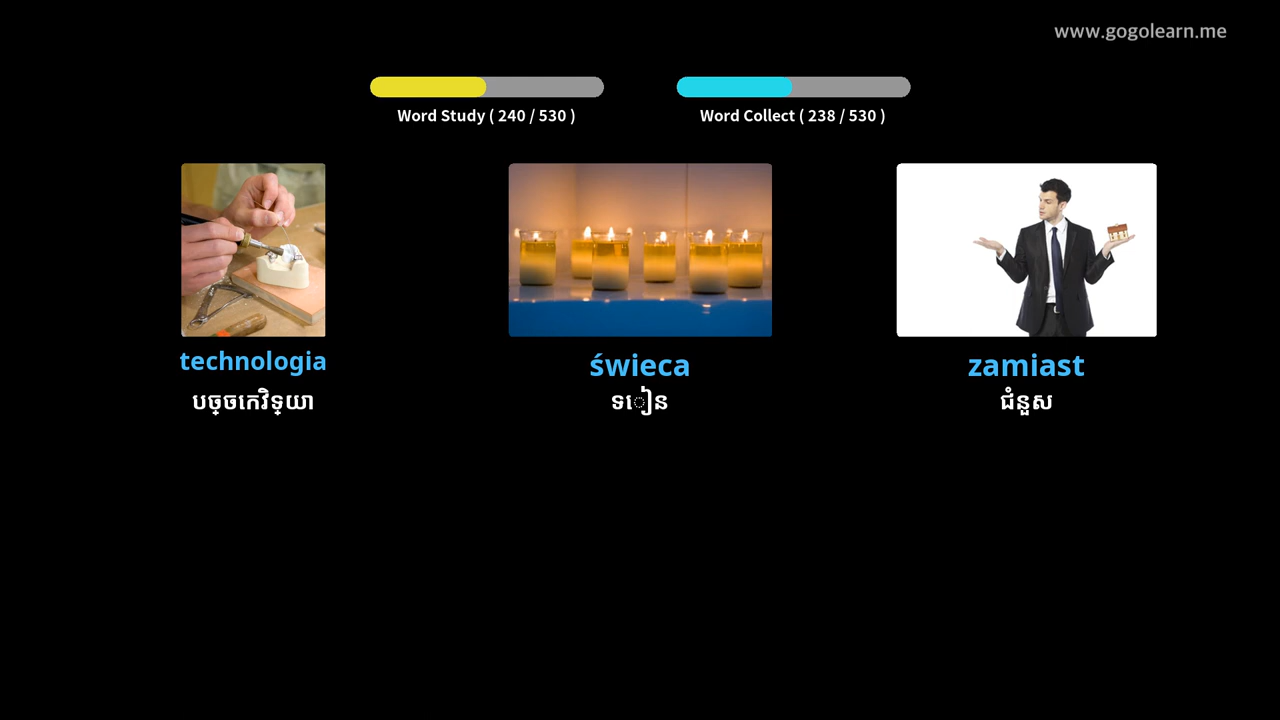 www.gogolearn.me
Word Study ( 240 / 530 )
Word Collect ( 238 / 530 )
technologia
បច្ចកេវិទ្យា
świeca
ទៀន
zamiast
ជំនួស